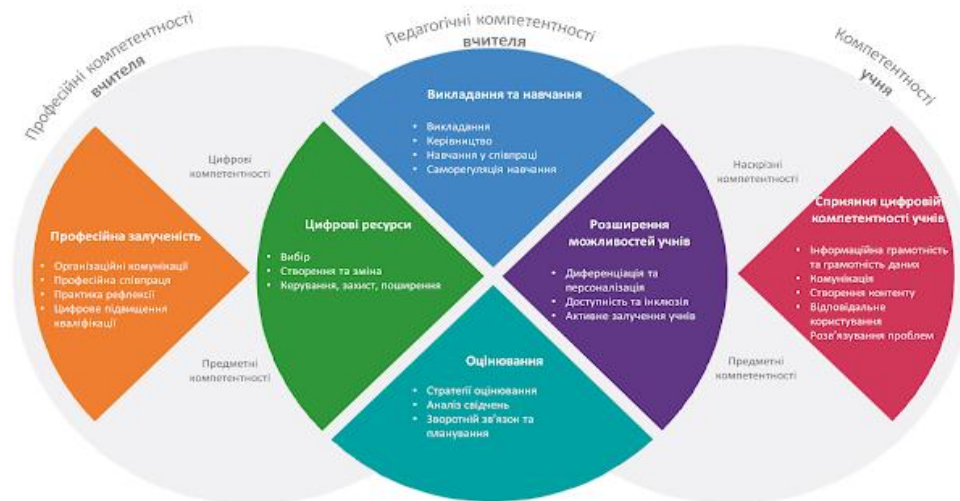 Професійні компетентності
вчителя
Педагогічні компетентності
вчителя
Компетентності
учня
Викладання та навчання
• Викладання
• Керівництво
• Навчання у співпраці
• Саморегуляція навчання
Цифрові
компетентності
Наскрізні
компетентності
Професійна залученість
• Організаційні комунікації
• Професійна співпраця
• Практика рефлексії
• Цифрове підвищення
кваліфікації
Цифрові ресурси
• Вибір
• Створення та зміна
• Керування, захист, поширення
Розширення
можливостей учнів
• Диференціація та
персоналізація
• Доступність та інклюзія
• Активне залучення учнів
Сприяння цифровій
компетентності учнів
• Інформаційна грамотність
та грамотність даних
• Комунікація
• Створення контенту
• Відповідальне
користування
Розв'язування проблем
Предметні
компетентності
Предметні
компетентності
Оцінювання
• Стратегії оцінювання
• Аналіз свідчень
• Зворотній зв'язок та
планування